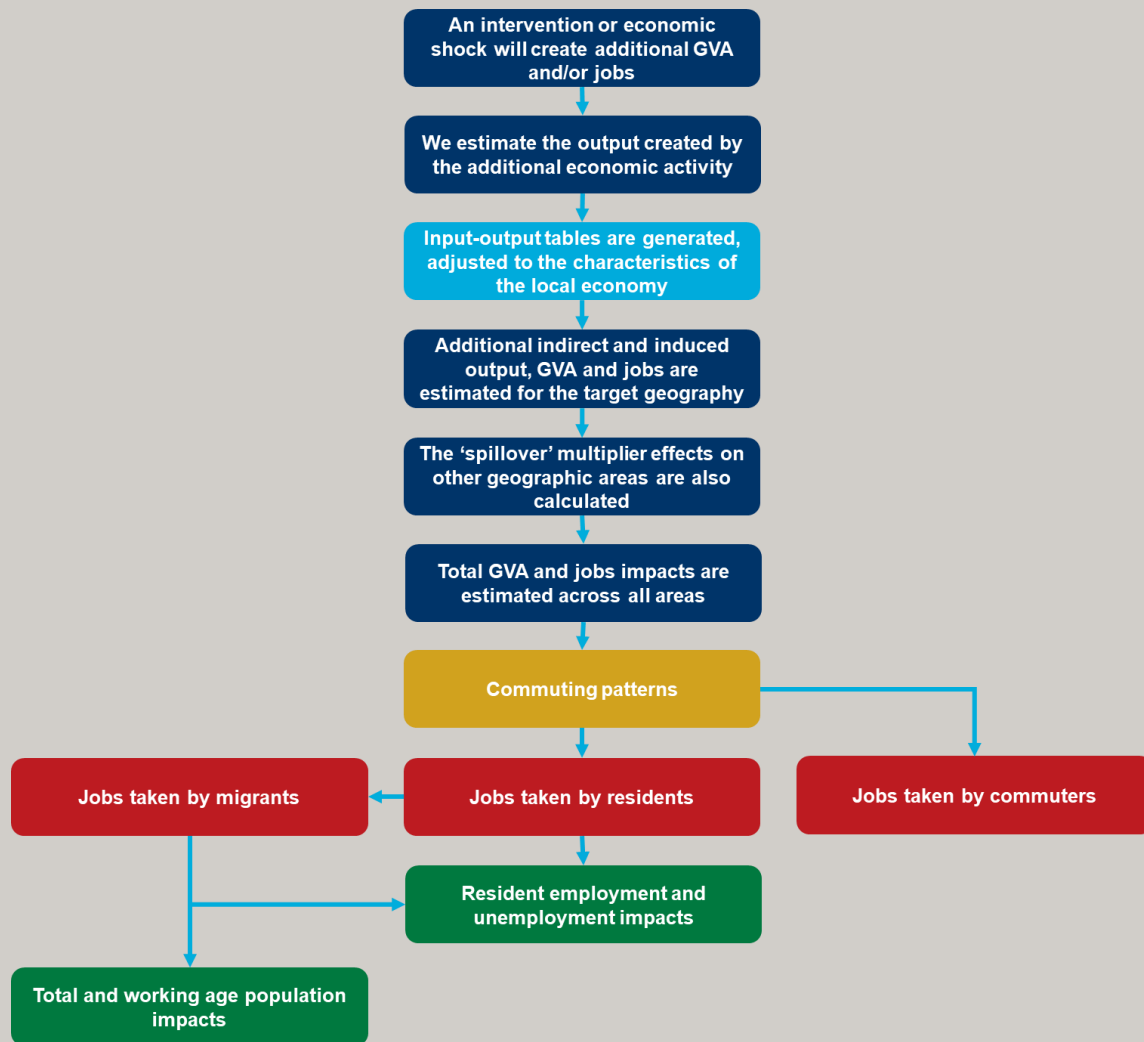 An intervention or economic
shock will create additional GVA
and/or jobs
We estimate the output created by
the additional economic activity
Input-output tables are generated,
adjusted to the characteristics of
the local economy
Additional indirect and induced
output, GVA and jobs are
estimated for the target geography
The ‘spillover’ multiplier effects on
other geographic areas are also
calculated
Total GVA and jobs impacts are
estimated across all areas
Commuting patterns
Jobs taken by migrants
Jobs taken by residents
Jobs taken by commuters
Resident employment and
unemployment impacts
Total and working age population
impacts